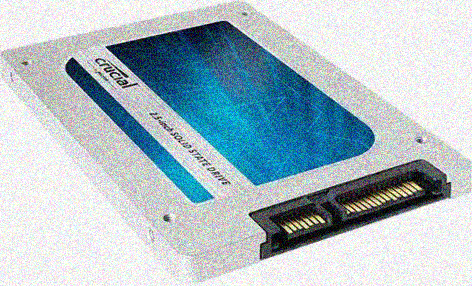 crucial
2.5-inch SOLID STATE DRIVE